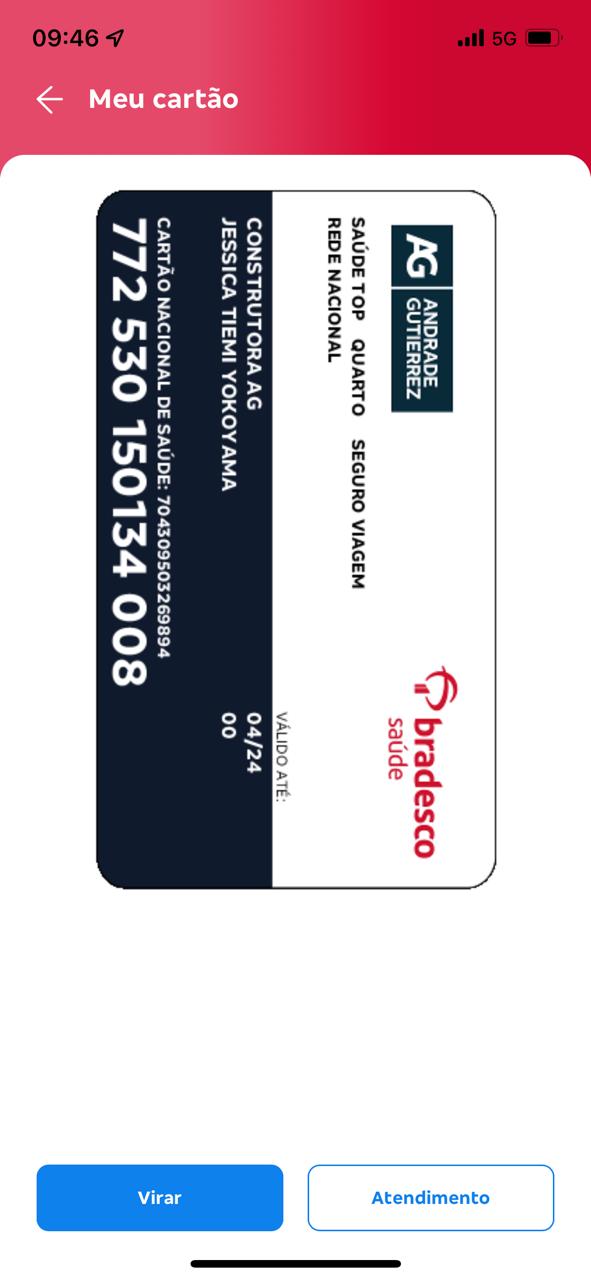 09:46
5G
Meu cartão
AG
ANDRADE
GUTIERREZ
bradesco
saúde
SAÚDE TOP QUARTO SEGURO VIAGEM
REDE NACIONAL
VÁLIDO ATÉ:
CONSTRUTORA AG 04/24
JESSICA TIEMI YOKOYAMA 00
CARTÃO NACIONAL DE SAÚDE: 704309503269894
772 530 150134 008
Virar
Atendimento